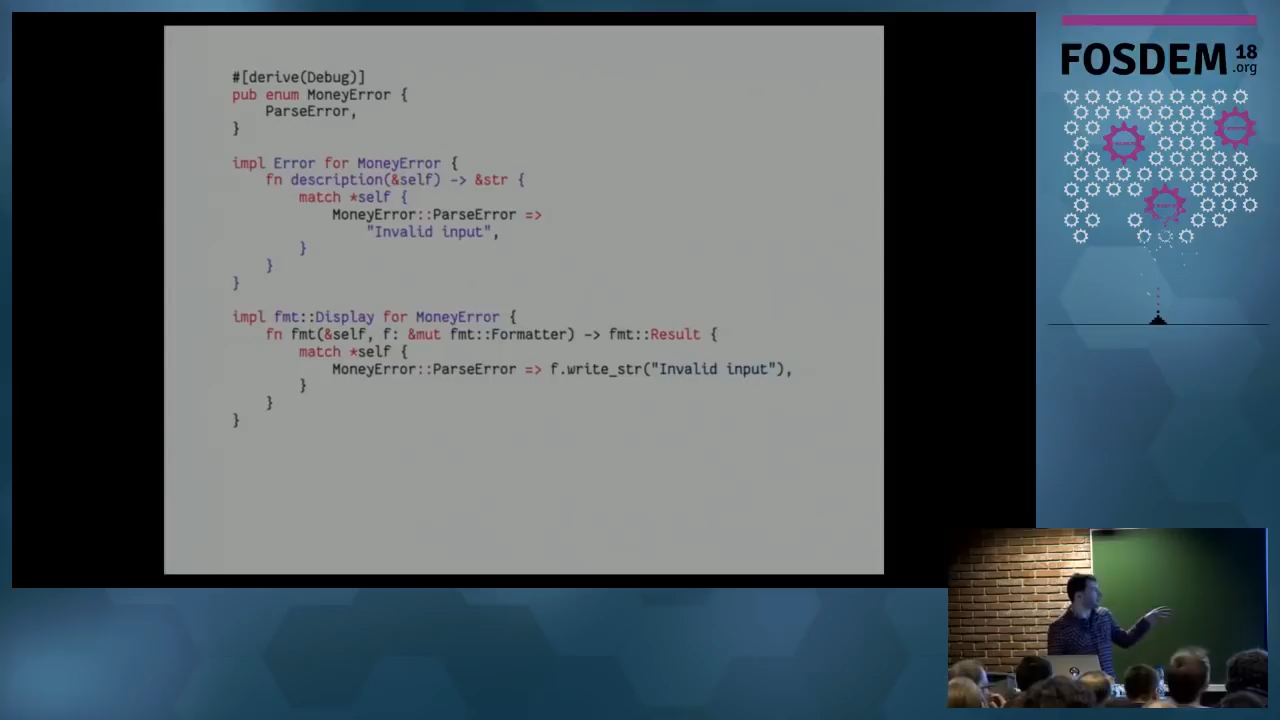 #[derive(Debug)]
pub enum MoneyError {
    ParseError,
}

impl Error for MoneyError {
    fn description(&self) -> &str {
        match *self {
            MoneyError::ParseError =>
                "Invalid input",
        }
    }
}

impl fmt::Display for MoneyError {
    fn fmt(&self, f: &mut fmt::Formatter) -> fmt::Result {
        match *self {
            MoneyError::ParseError => f.write_str("Invalid input"),
        }
    }
}
FOSDEM 18
.org